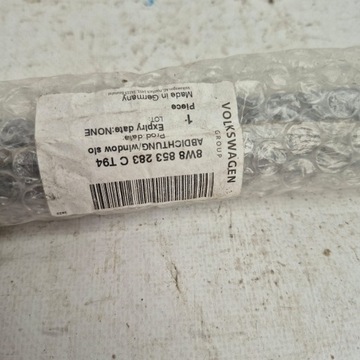 VOLKSWAGEN
GROUP
8W8 853 283 C T94
ABDICHTUNG/window slo
Prod.data
Expiry date:NONE
LOT
1-
Piece
Made in Germany